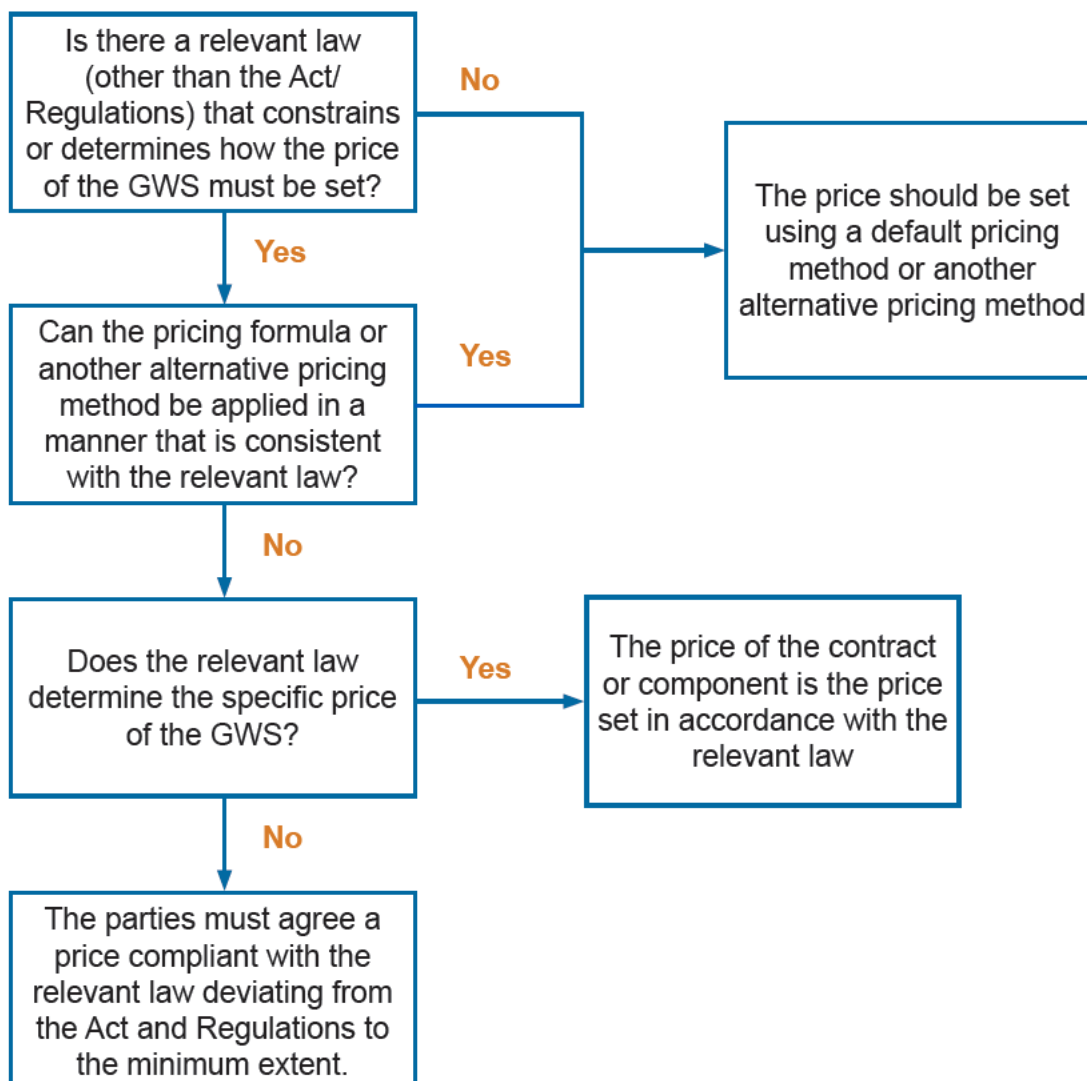 Is there a relevant law
(other than the Act/
Regulations) that constrains
or determines how the price
of the GWS must be set?
No
The price should be set
using a default pricing
method or another
alternative pricing method
Yes
Can the pricing formula or
another alternative pricing
method be applied in a
manner that is consistent
with the relevant law?
Yes
No
Does the relevant law
determine the specific price
of the GWS?
Yes
The price of the contract
or component is the price
set in accordance with the
relevant law
No
The parties must agree a
price compliant with the
relevant law deviating from
the Act and Regulations to
the minimum extent.